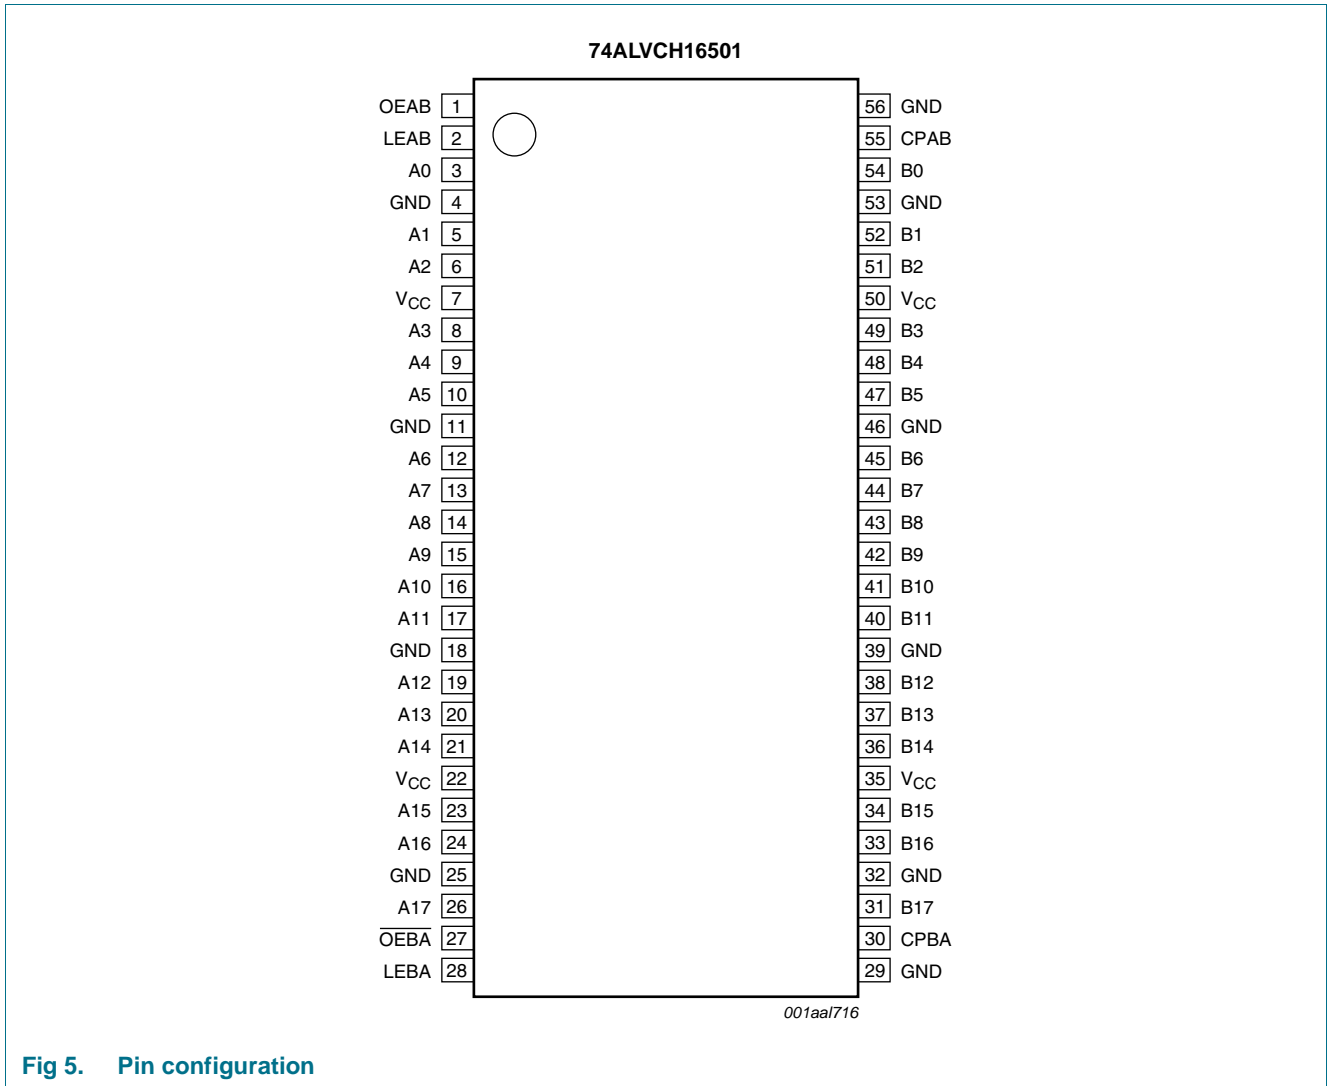 74ALVCH16501
OEAB 1 56 GND
LEAB 2 55 CPAB
A0 3 54 B0
GND 4 53 GND
A1 5 52 B1
A2 6 51 B2
VCC 7 50 VCC
A3 8 49 B3
A4 9 48 B4
A5 10 47 B5
GND 11 46 GND
A6 12 45 B6
A7 13 44 B7
A8 14 43 B8
A9 15 42 B9
A10 16 41 B10
A11 17 40 B11
GND 18 39 GND
A12 19 38 B12
A13 20 37 B13
A14 21 36 B14
VCC 22 35 VCC
A15 23 34 B15
A16 24 33 B16
GND 25 32 GND
A17 26 31 B17
OEBA 27 30 CPBA
LEBA 28 29 GND
001aal716
Fig 5. Pin configuration